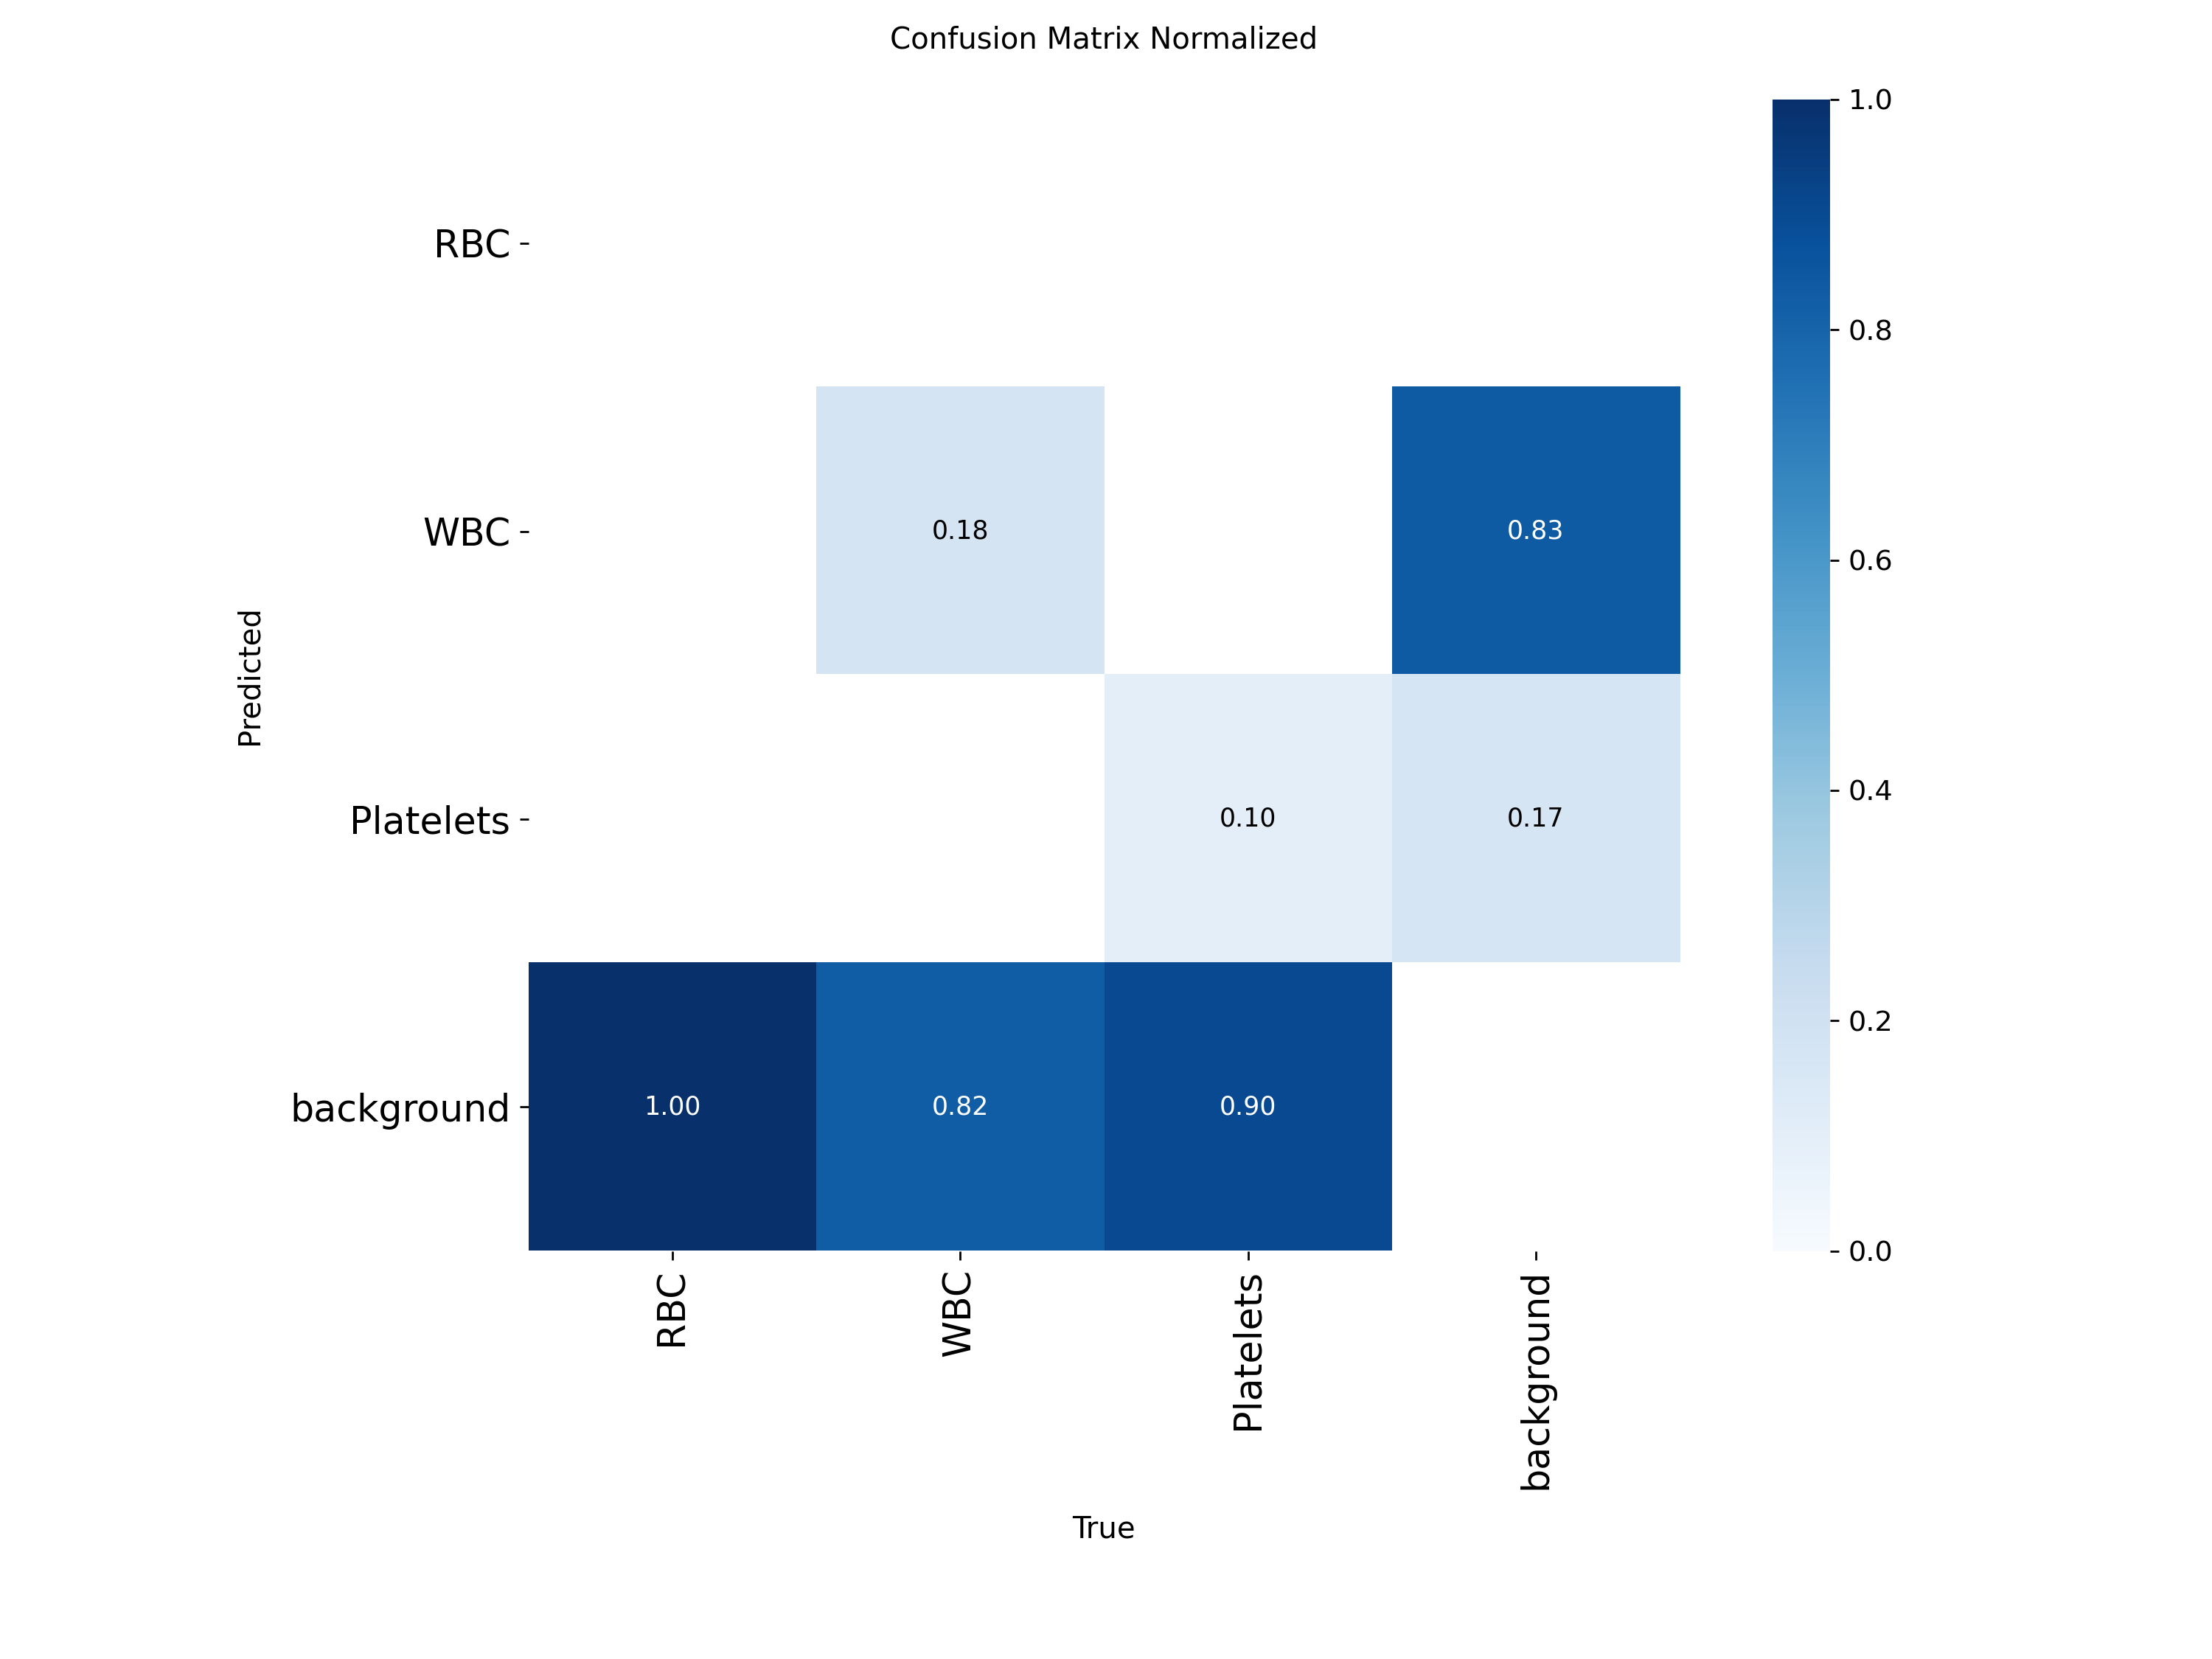 Confusion Matrix Normalized
1.0
RBC
0.8
WBC
0.18
0.83
0.6
Predicted
0.4
Platelets
0.10
0.17
0.2
background
1.00
0.82
0.90
0.0
RBC
WBC
Platelets
background
True